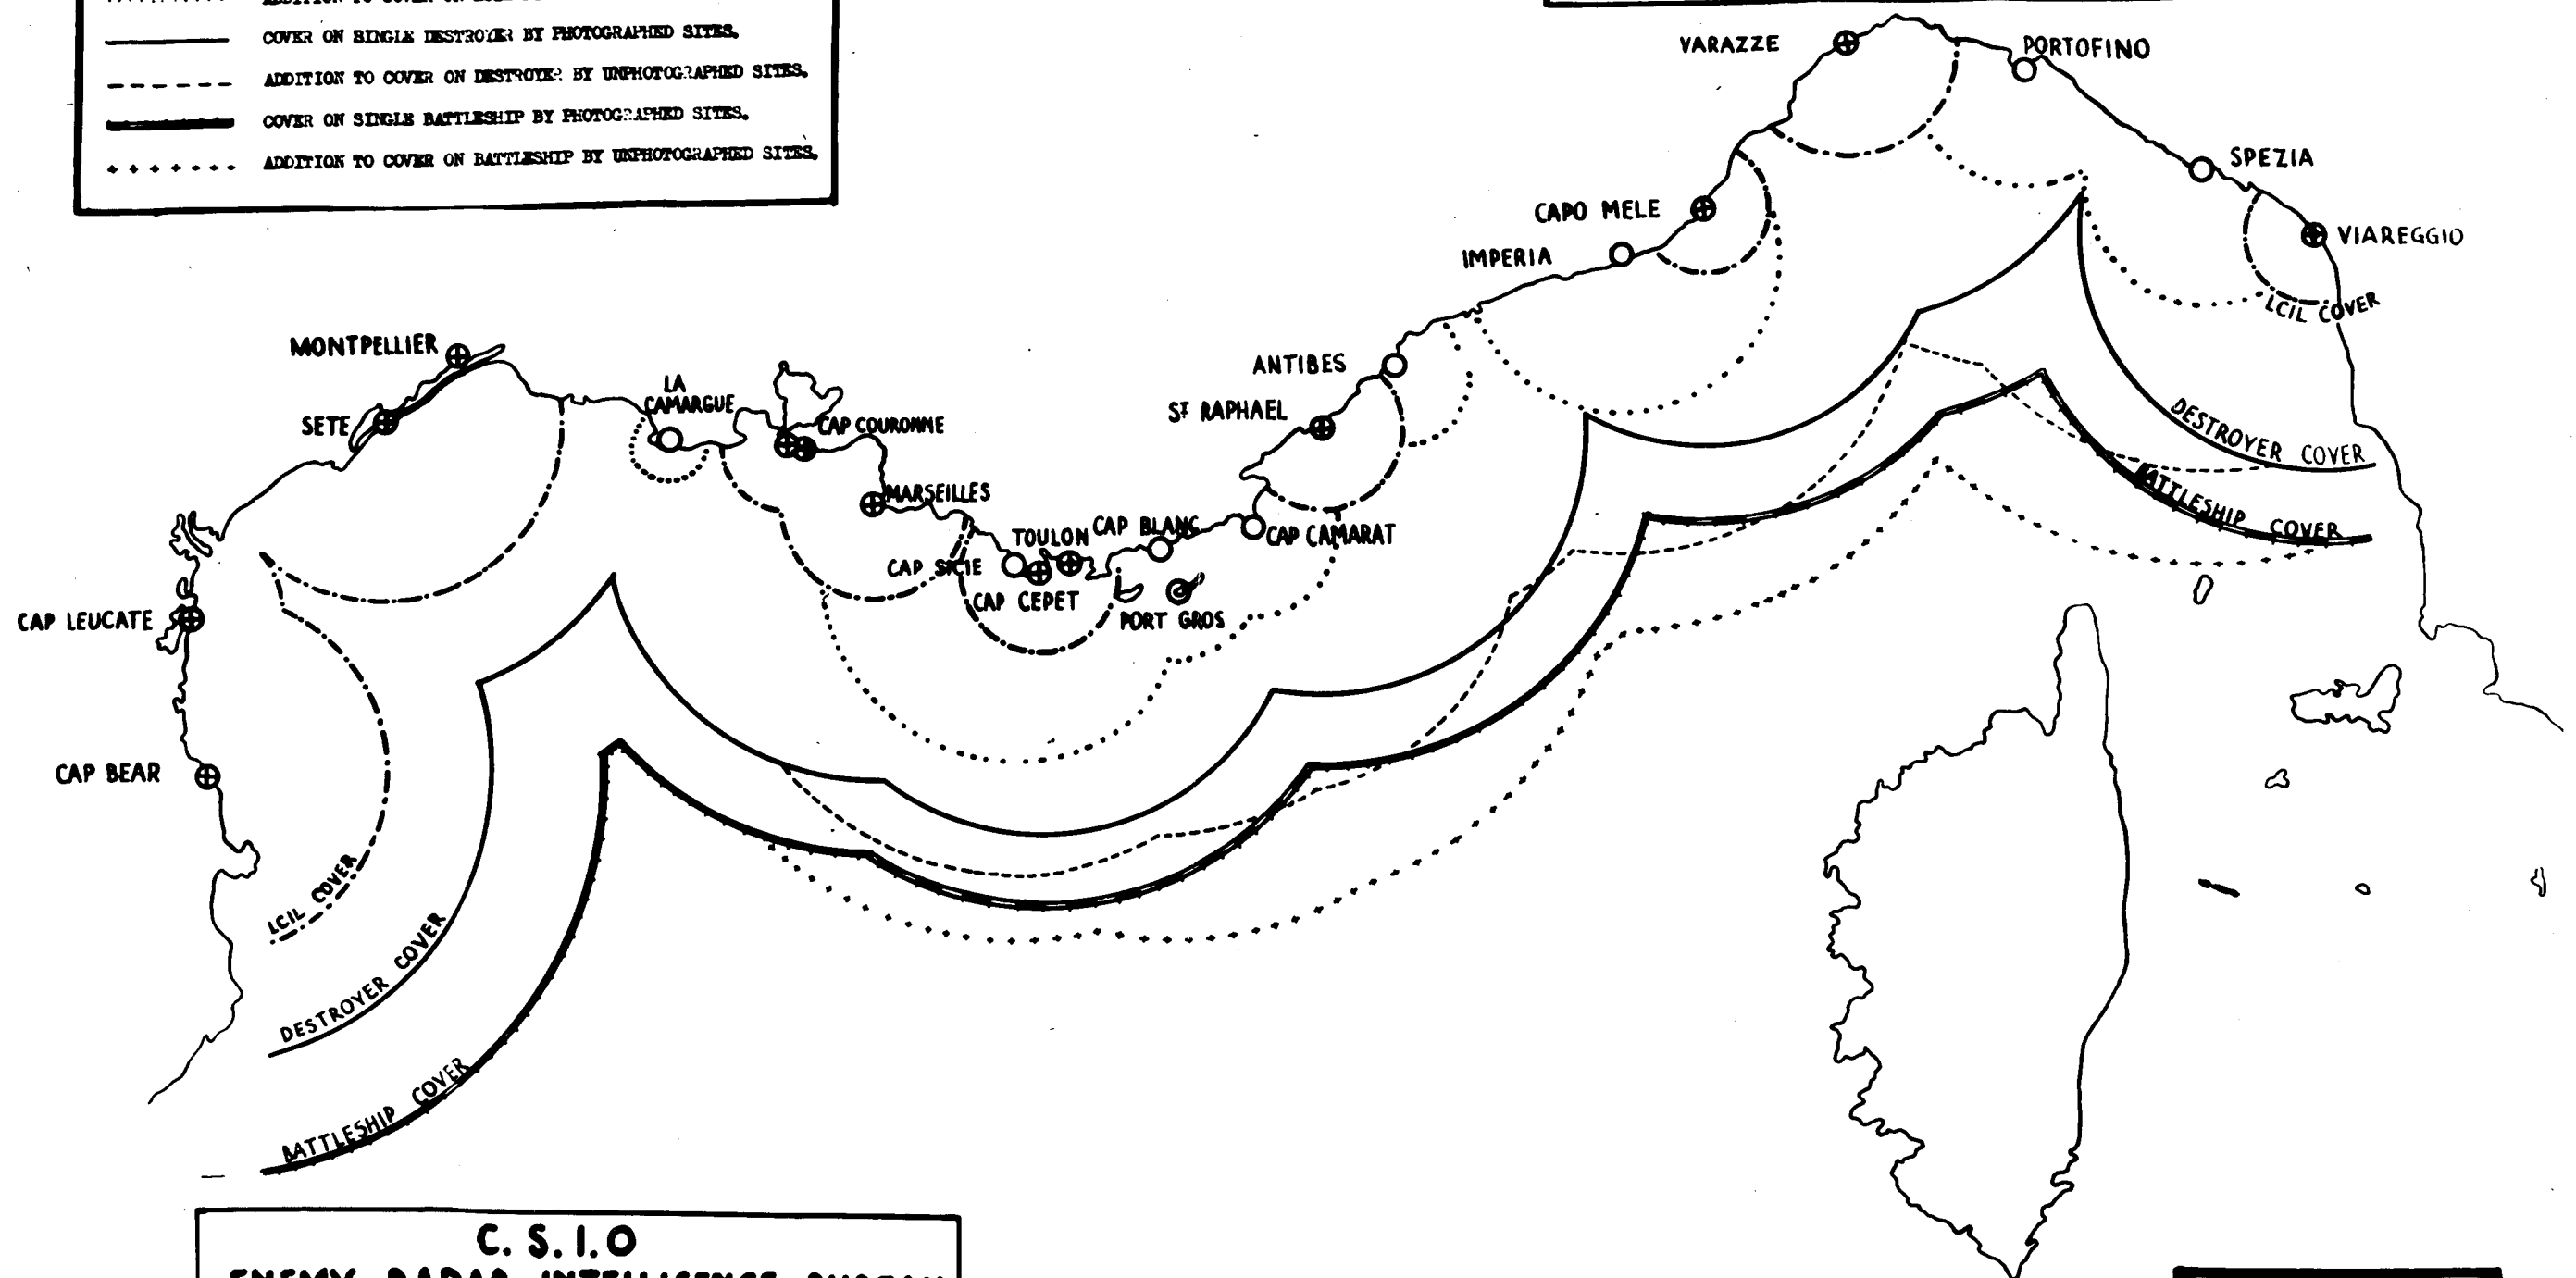 COVER ON SINGLE DESTROYER BY PHOTOGRAPHED SITES.
ADDITION TO COVER ON DESTROYER BY UNPHOTOGRAPHED SITES.
COVER ON SINGLE BATTLESHIP BY PHOTOGRAPHED SITES.
ADDITION TO COVER ON BATTLESHIP BY UNPHOTOGRAPHED SITES.
VARAZZE
PORTOFINO
SPEZIA
CAPO MELE
VIAREGGIO
IMPERIA
LCIL COVER
MONTPELLIER
ANTIBES
LA
CAMARGUE
ST RAPHAEL
SETE
CAP COURONNE
DESTROYER COVER
MARSEILLES
BATTLESHIP COVER
TOULON
CAP BLANC
CAP CAMARAT
CAP SICIE
CAP CEPET
PORT GROS
CAP LEUCATE
CAP BEAR
LCIL COVER
DESTROYER COVER
BATTLESHIP COVER
C. S. I. O
ENEMY RADAR INTELLIGENCE